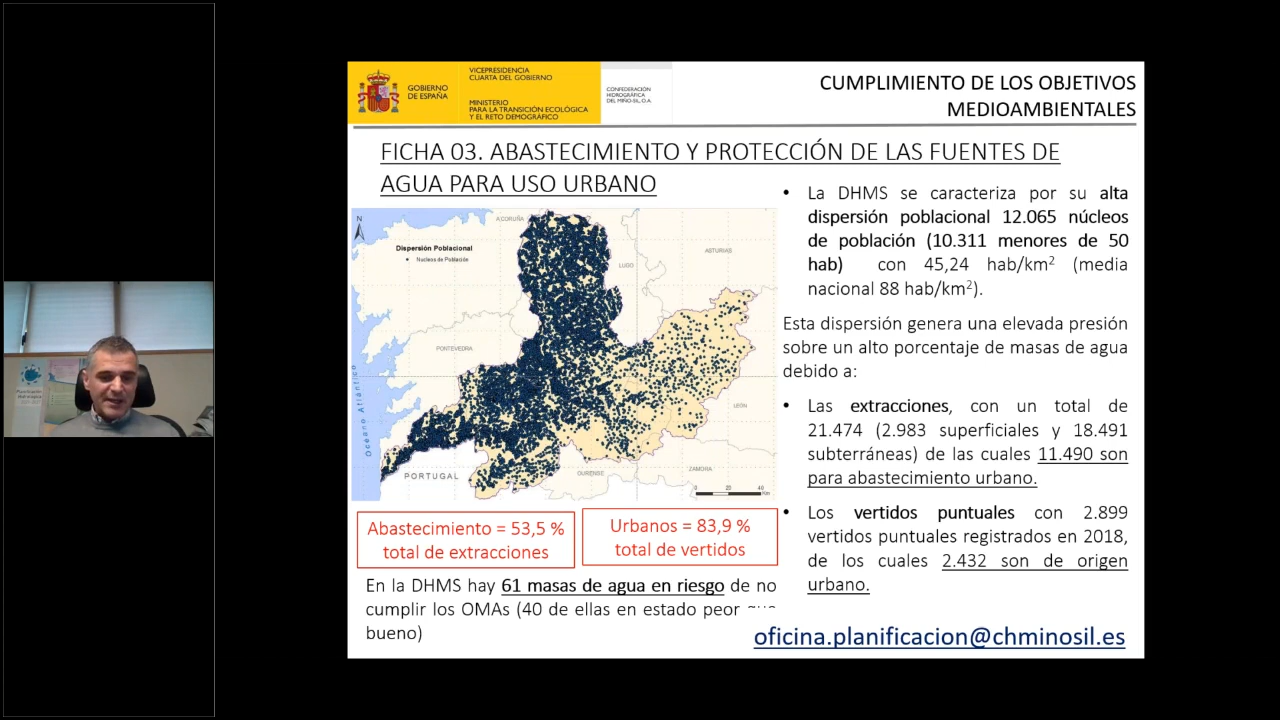 GOBIERNO
DE ESPAÑA
VICEPRESIDENCIA
CUARTA DEL GOBIERNO
MINISTERIO
PARA LA TRANSICIÓN ECOLÓGICA
Y EL RETO DEMOGRÁFICO
CONFEDERACIÓN
HIDROGRÁFICA
DEL MIÑO-SIL, O.A.
CUMPLIMIENTO DE LOS OBJETIVOS
MEDIOAMBIENTALES
FICHA 03. ABASTECIMIENTO Y PROTECCIÓN DE LAS FUENTES DE
AGUA PARA USO URBANO
N
A CORUÑA
Dispersión Poblacional
Nucleos de Población
LUGO
ASTURIAS
PONTEVEDRA
Océano Atlántico
LEÓN
PORTUGAL
OURENSE
ZAMORA
0 20 40
Km
Abastecimiento = 53,5 %
total de extracciones
Urbanos = 83,9 %
total de vertidos
En la DHMS hay 61 masas de agua en riesgo de no
cumplir los OMAs (40 de ellas en estado peor que
bueno)
• La DHMS se caracteriza por su alta
dispersión poblacional 12.065 núcleos
de población (10.311 menores de 50
hab) con 45,24 hab/km² (media
nacional 88 hab/km²).
Esta dispersión genera una elevada presión
sobre un alto porcentaje de masas de agua
debido a:
• Las extracciones, con un total de
21.474 (2.983 superficiales y 18.491
subterráneas) de las cuales 11.490 son
para abastecimiento urbano.
• Los vertidos puntuales con 2.899
vertidos puntuales registrados en 2018,
de los cuales 2.432 son de origen
urbano.
oficina.planificacion@chminosil.es